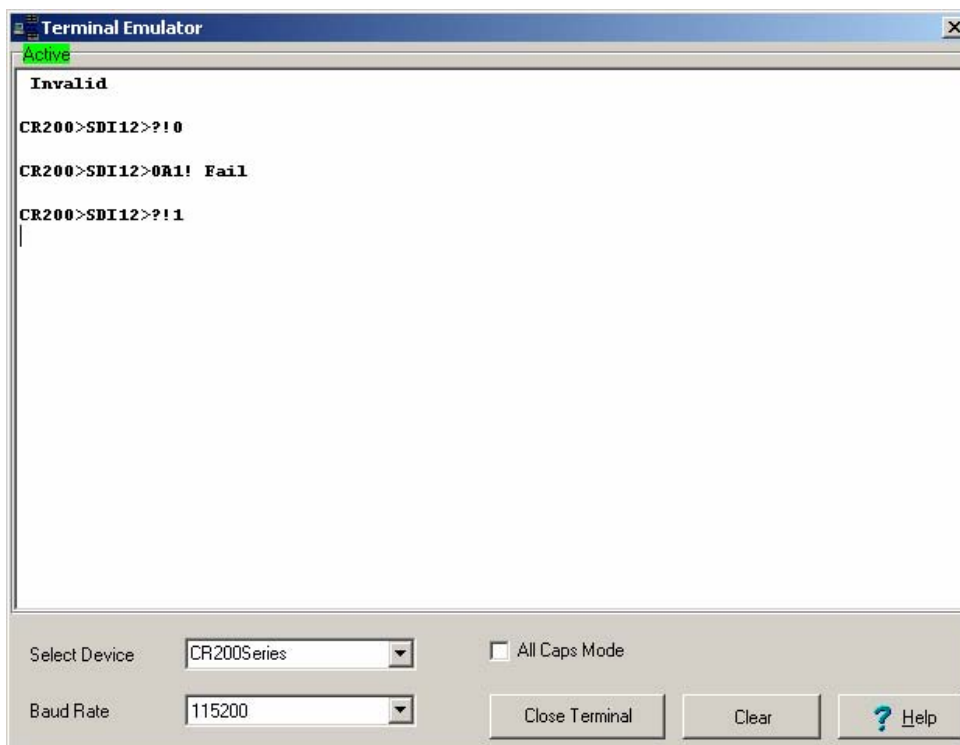 Terminal Emulator
Active
Invalid
CR200>SDI12>?!0
CR200>SDI12>0A1! Fail
CR200>SDI12>?!1
Select Device
CR200Series
All Caps Mode
Baud Rate
115200
Close Terminal
Clear
? Help